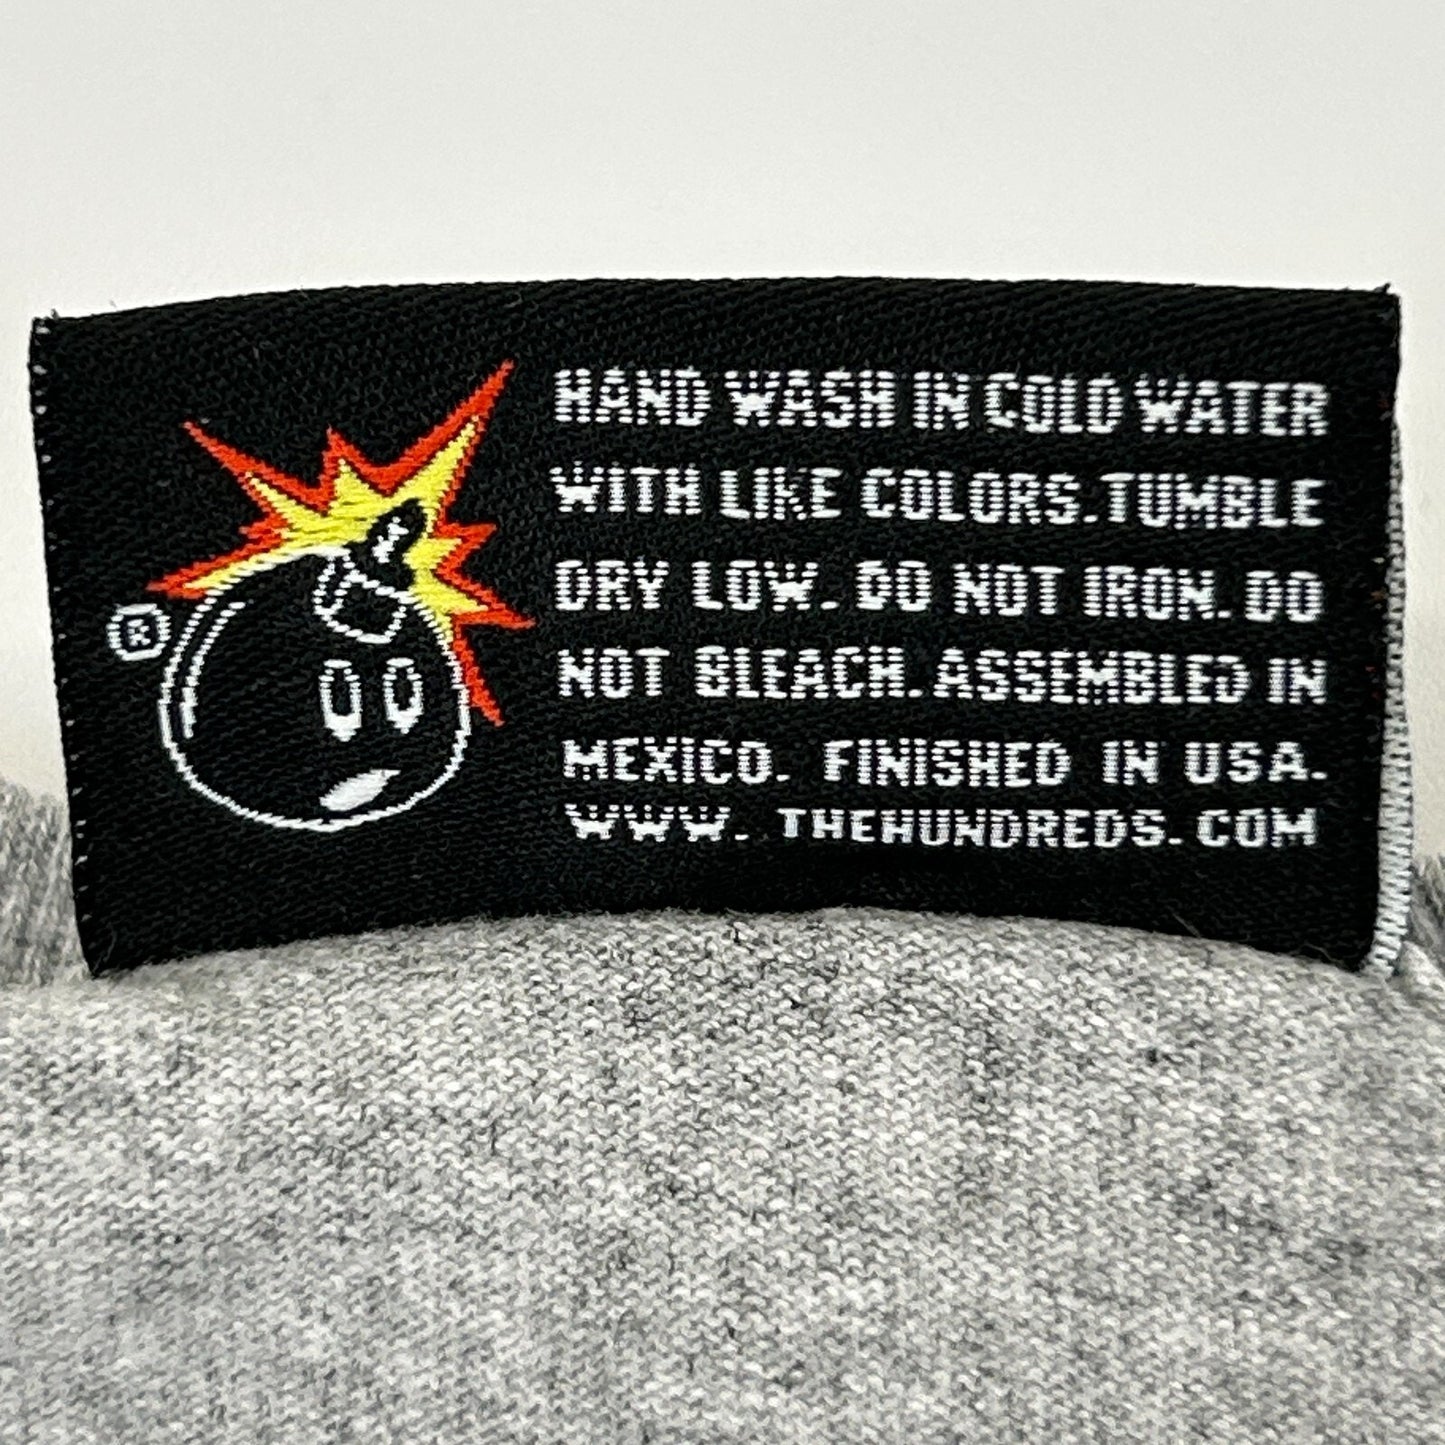 ®
HAND WASH IN COLD WATER
WITH LIKE COLORS.TUMBLE
DRY LOW. DO NOT IRON. DO
NOT BLEACH. ASSEMBLED IN
MEXICO. FINISHED IN USA.
WWW. THEHUNDREDS. COM